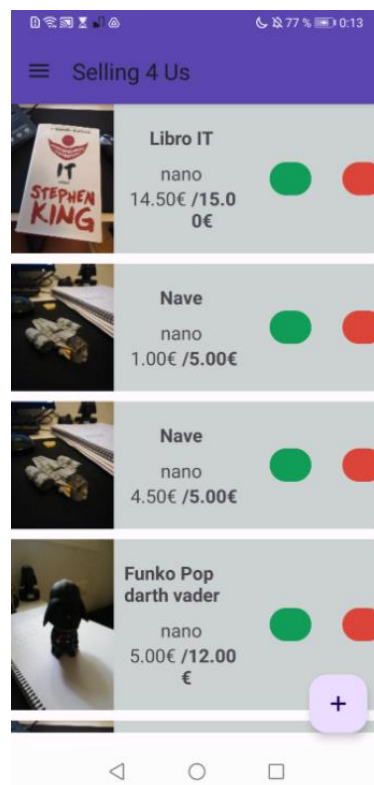 77 % 0:13
Selling 4 Us
IT
STEPHEN
KING
Libro IT
nano
14.50€ /15.0
0€
Nave
nano
1.00€ /5.00€
Nave
nano
4.50€ /5.00€
Funko Pop
darth vader
nano
5.00€ /12.00
€
+